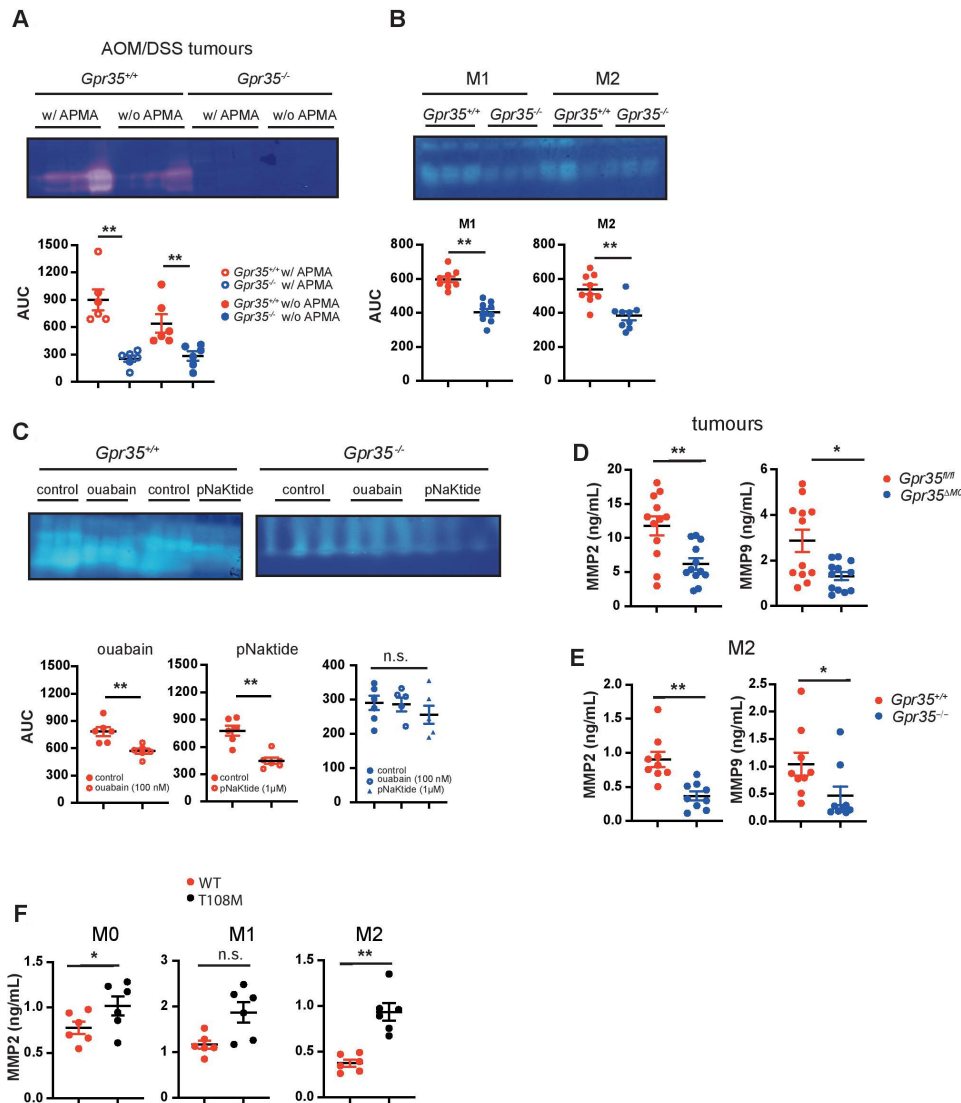 A
AOM/DSS tumours
Gpr35+/+ Gpr35-/-
w/ APMA w/o APMA w/ APMA w/o APMA
1500
1200
900
600
300
0
AUC
** **
Gpr35+/+ w/ APMA
Gpr35-/- w/ APMA
Gpr35+/+ w/o APMA
Gpr35-/- w/o APMA
B
M1 M2
Gpr35+/+ Gpr35-/- Gpr35+/+ Gpr35-/-
M1
**
800
600
400
200
0
AUC
M2
**
800
600
400
0
C
Gpr35+/+ Gpr35-/-
control ouabain control pNaKtide control ouabain pNaKtide
ouabain
**
1500
1200
900
600
300
0
AUC
control
ouabain (100 nM)
pNaktide
**
1500
1200
900
600
300
0
control
pNaKtide (1µM)
n.s.
400
300
200
100
0
control
ouabain (100 nM)
pNaKtide (1µM)
tumours
D
**
20
15
10
5
0
MMP2 (ng/mL)
*
6
4
2
0
MMP9 (ng/mL)
Gpr35fl/fl
M2
E
**
2.0
1.5
1.0
0.5
0.0
MMP2 (ng/mL)
*
2.5
2.0
1.5
1.0
0.5
0.0
MMP9 (ng/mL)
Gpr35+/+
Gpr35-/-
F
WT
T108M
M0
*
1.5
1.0
0.5
0.0
MMP2 (ng/mL)
M1
n.s.
3
2
1
0
M2
**
1.5
1.0
0.5
0.0